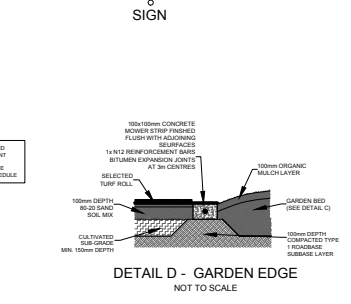 SIGN
D
NT
E
EDULE
100x100mm CONCRETE
MOWER STRIP FINSHED
FLUSH WITH ADJOINING
SEURFACES
1x N12 REINFORCEMENT BARS
BITUMEN EXPANSION JOINTS
AT 3m CENTRES
SELECTED
TURF ROLL
100mm DEPTH
80-20 SAND
SOIL MIX
CULTIVATED
SUB-GRADE
MIN. 150mm DEPTH
100mm ORGANIC
MULCH LAYER
GARDEN BED
(SEE DETAIL C)
100mm DEPTH
COMPACTED TYPE
1 ROADBASE
SUBBASE LAYER
DETAIL D - GARDEN EDGE
NOT TO SCALE